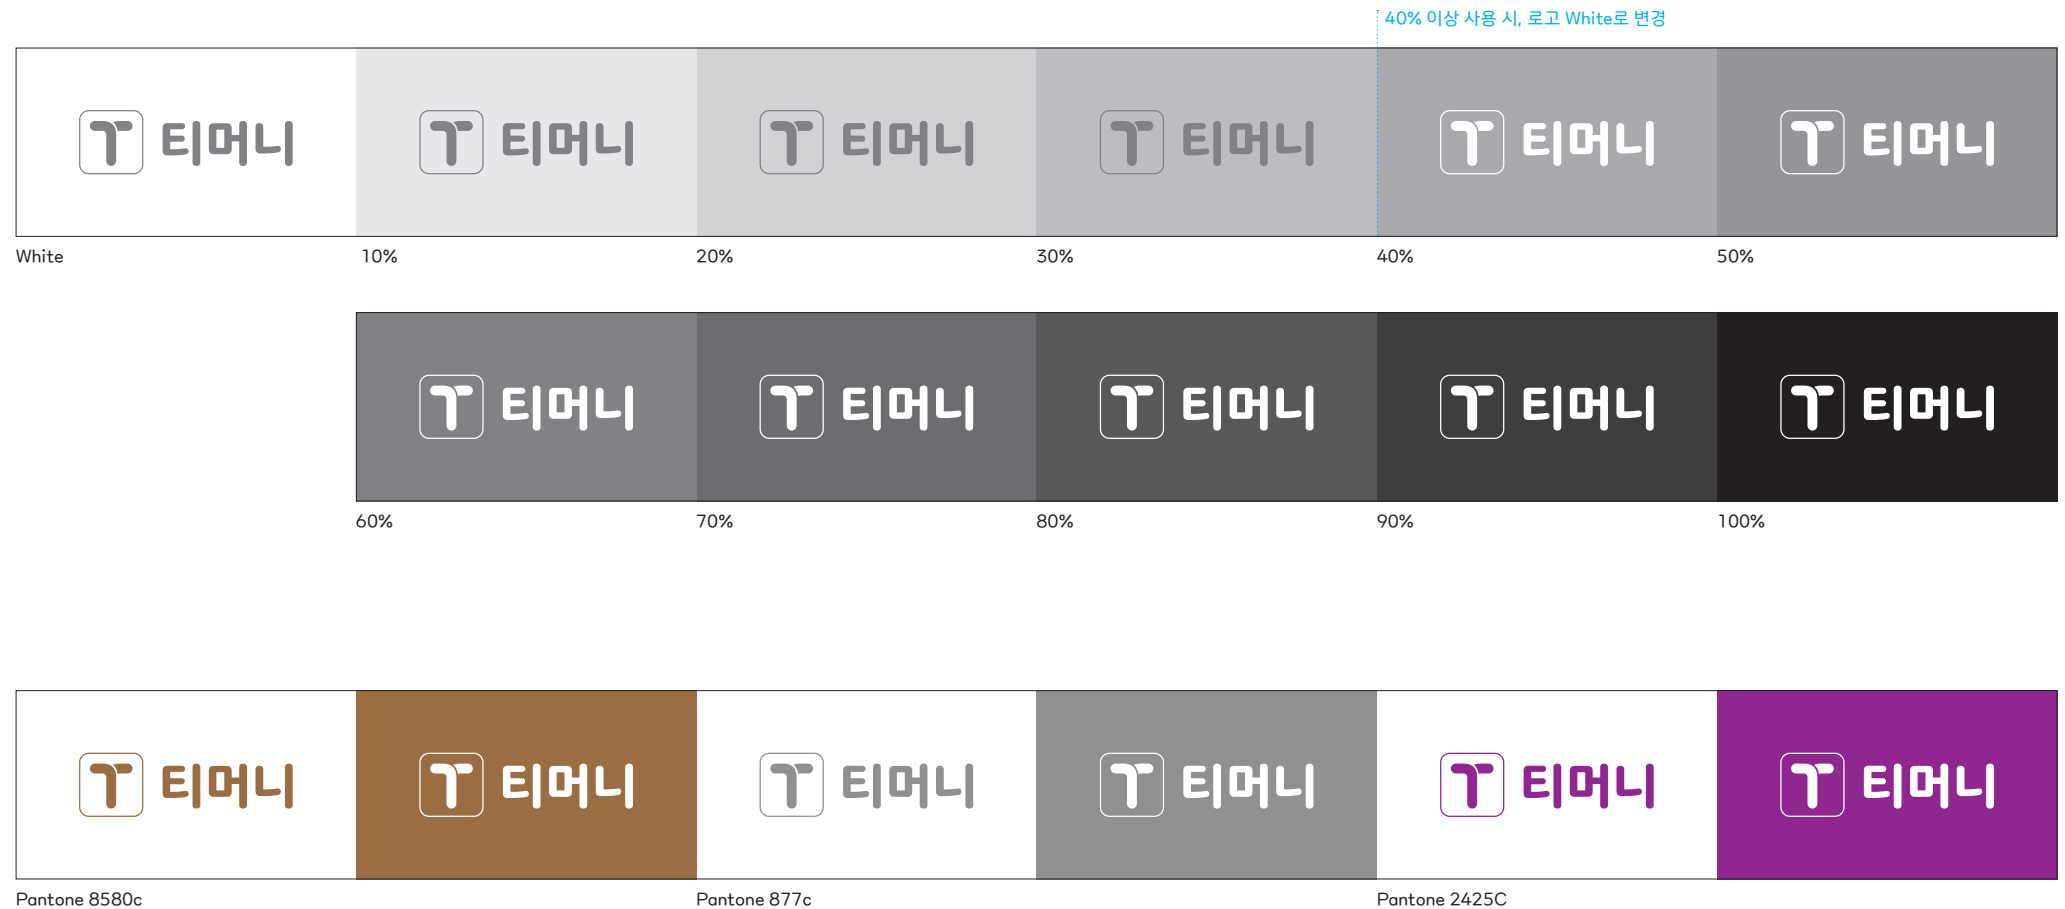 40% 이상 사용 시, 로고 White로 변경
T 티머니 T 티머니 T 티머니 T 티머니 T 티머니 T 티머니
White 10% 20% 30% 40% 50%
T 티머니 T 티머니 T 티머니 T 티머니 T 티머니
60% 70% 80% 90% 100%
T 티머니 T 티머니 T 티머니 T 티머니 T 티머니 T 티머니
Pantone 8580c Pantone 877c Pantone 2425C